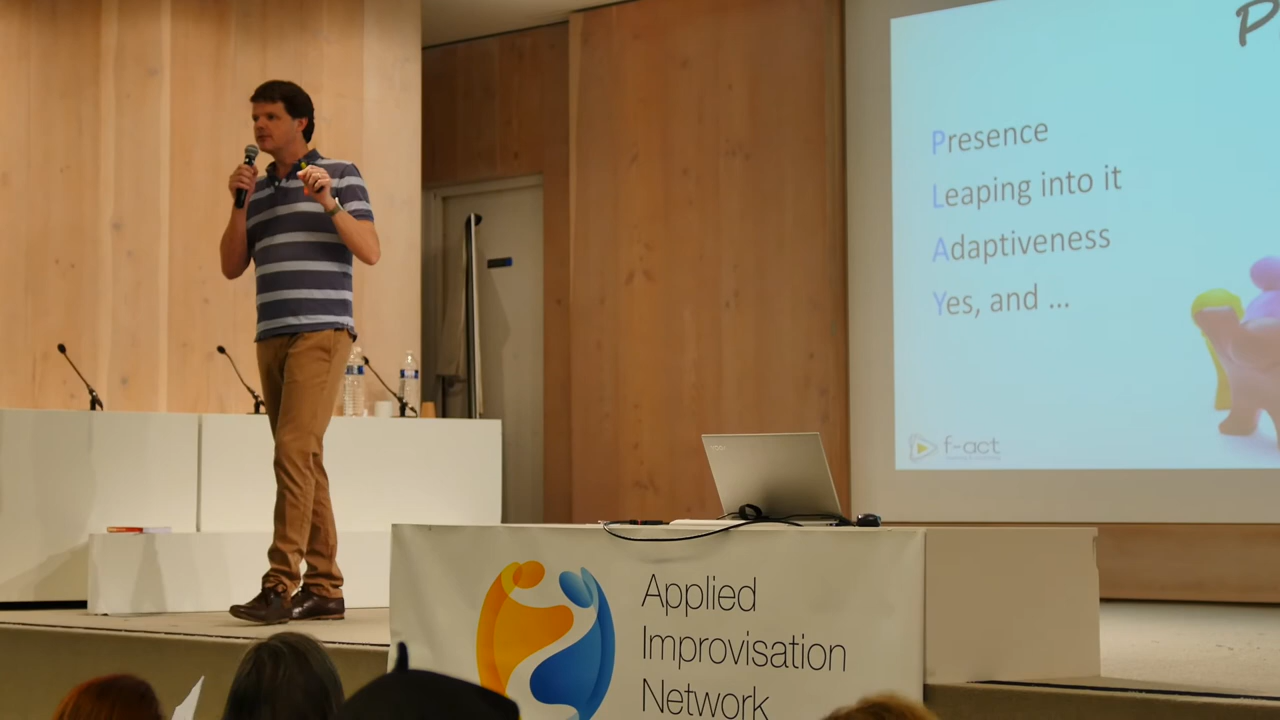 P
Presence
Leaping into it
Adaptiveness
Yes, and ...
f-act
Applied
Improvisation
Network